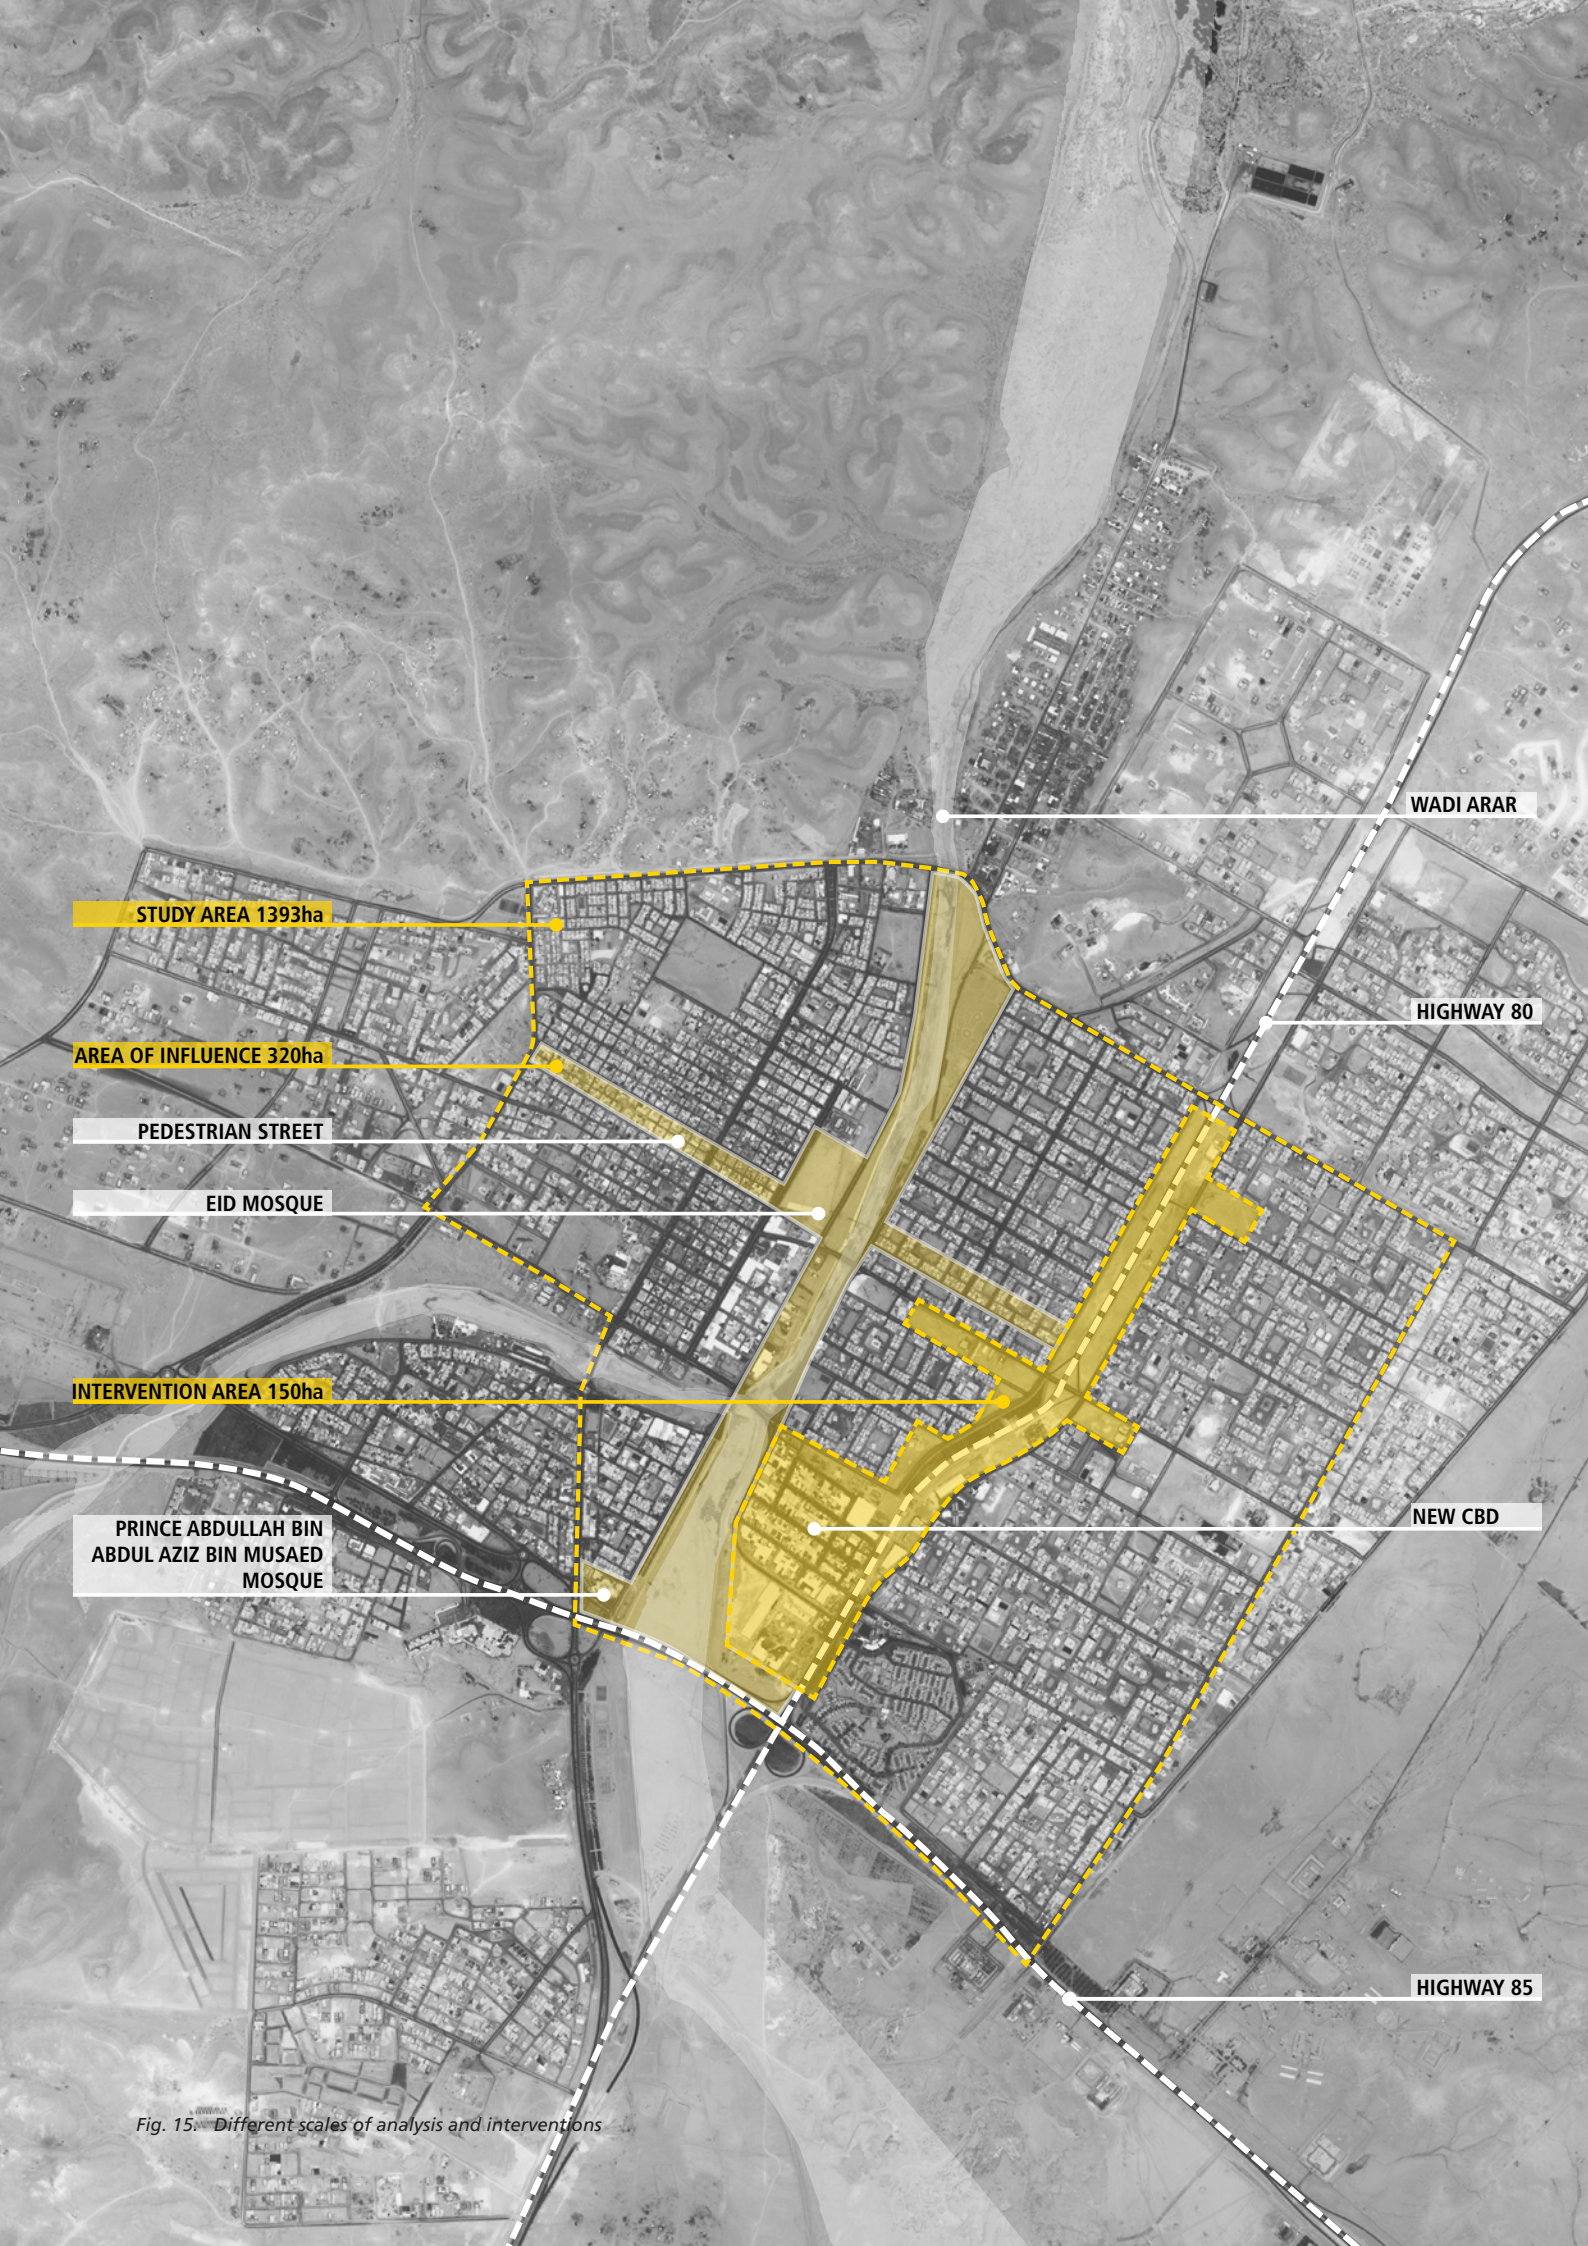 WADI ARAR
STUDY AREA 1393ha
HIGHWAY 80
AREA OF INFLUENCE 320ha
PEDESTRIAN STREET
EID MOSQUE
INTERVENTION AREA 150ha
NEW CBD
PRINCE ABDULLAH BIN
ABDUL AZIZ BIN MUSAED
MOSQUE
HIGHWAY 85
Fig. 15. Different scales of analysis and interventions